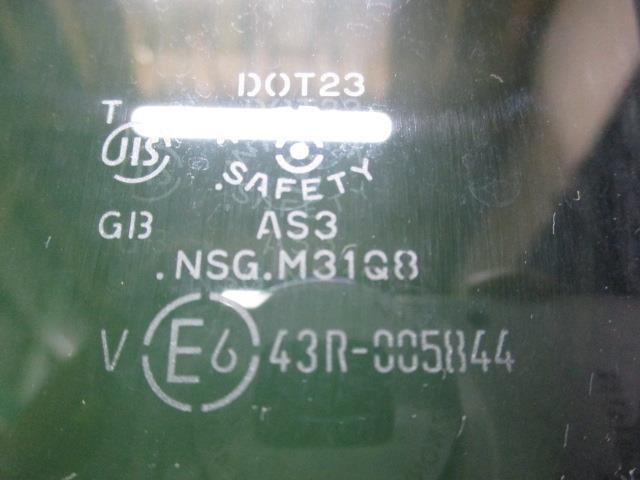 DOT23
T
JIS
.SAFETY
GB AS3
.NSG.M31Q8
V E6 43R-005844